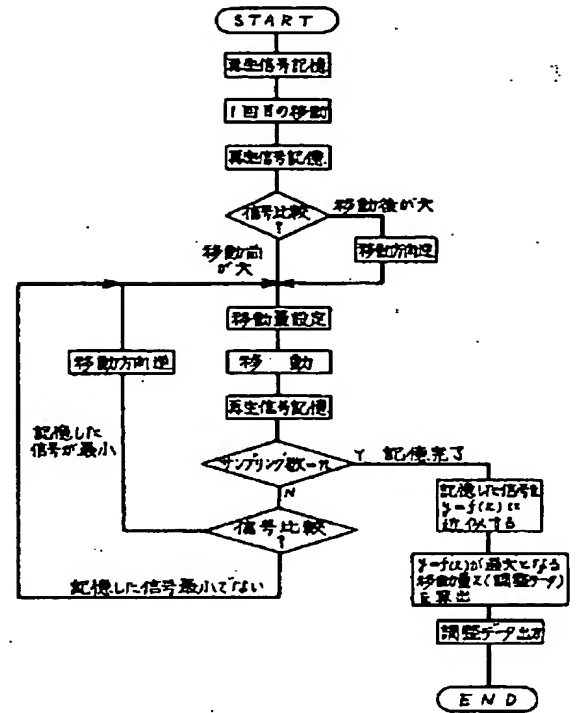 START
再生信号記憶
1回目の移動
再生信号記憶
信号比較
?
移動後が大
移動方向逆
移動前
が大
移動量設定
移動
再生信号記憶
移動方向逆
記憶した
信号が最小
サンプリング数=n
Y 記憶完了
N
信号比較
?
記憶した信号最小でない
記憶した信号を
y=f(x)に
近似する
y=f(x)が最大となる
移動量x(調整データ)
を算出
調整データ出力
END